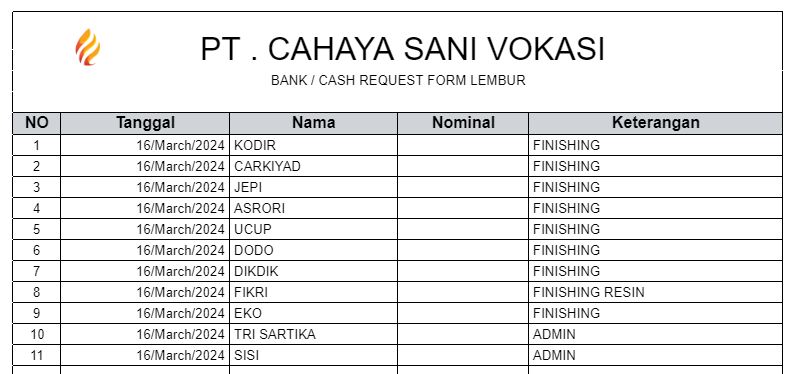 PT . CAHAYA SANI VOKASI
BANK / CASH REQUEST FORM LEMBUR
NO Tanggal Nama Nominal Keterangan
1 16/March/2024 KODIR FINISHING
2 16/March/2024 CARKIYAD FINISHING
3 16/March/2024 JEPI FINISHING
4 16/March/2024 ASRORI FINISHING
5 16/March/2024 UCUP FINISHING
6 16/March/2024 DODO FINISHING
7 16/March/2024 DIKDIK FINISHING
8 16/March/2024 FIKRI FINISHING RESIN
9 16/March/2024 EKO FINISHING
10 16/March/2024 TRI SARTIKA ADMIN
11 16/March/2024 SISI ADMIN